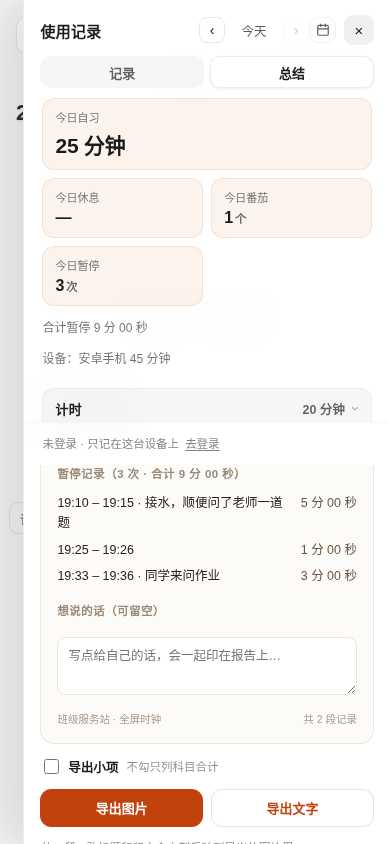 使用记录
‹ 今天 › ×
记录 总结
今日自习
25 分钟
今日休息 今日番茄
— 1个
今日暂停
3次
合计暂停 9 分 00 秒
设备：安卓手机 45 分钟
计时 20 分钟
未登录 · 只记在这台设备上 去登录
暂停记录（3 次 · 合计 9 分 00 秒）
19:10 – 19:15 · 接水，顺便问了老师一道 5 分 00 秒
题
19:25 – 19:26 1 分 00 秒
19:33 – 19:36 · 同学来问作业 3 分 00 秒
想说的话（可留空）
写点给自己的话，会一起印在报告上…
班级服务站 · 全屏时钟 共 2 段记录
导出小项 不勾只列科目合计
导出图片 导出文字